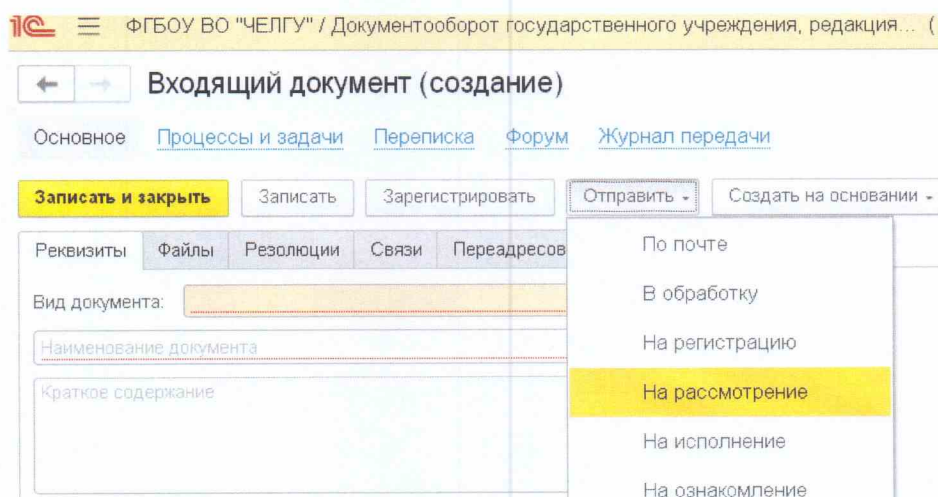 1С ФГБОУ ВО "ЧЕЛГУ" / Документооборот государственного учреждения, редакция... (
Входящий документ (создание)
Основное Процессы и задачи Переписка Форум Журнал передачи
Записать и закрыть Записать Зарегистрировать Отправить Создать на основании
Реквизиты Файлы Резолюции Связи Переадресов
По почте
Вид документа:
В обработку
Наименование документа
На регистрацию
Краткое содержание
На рассмотрение
На исполнение
На ознакомление